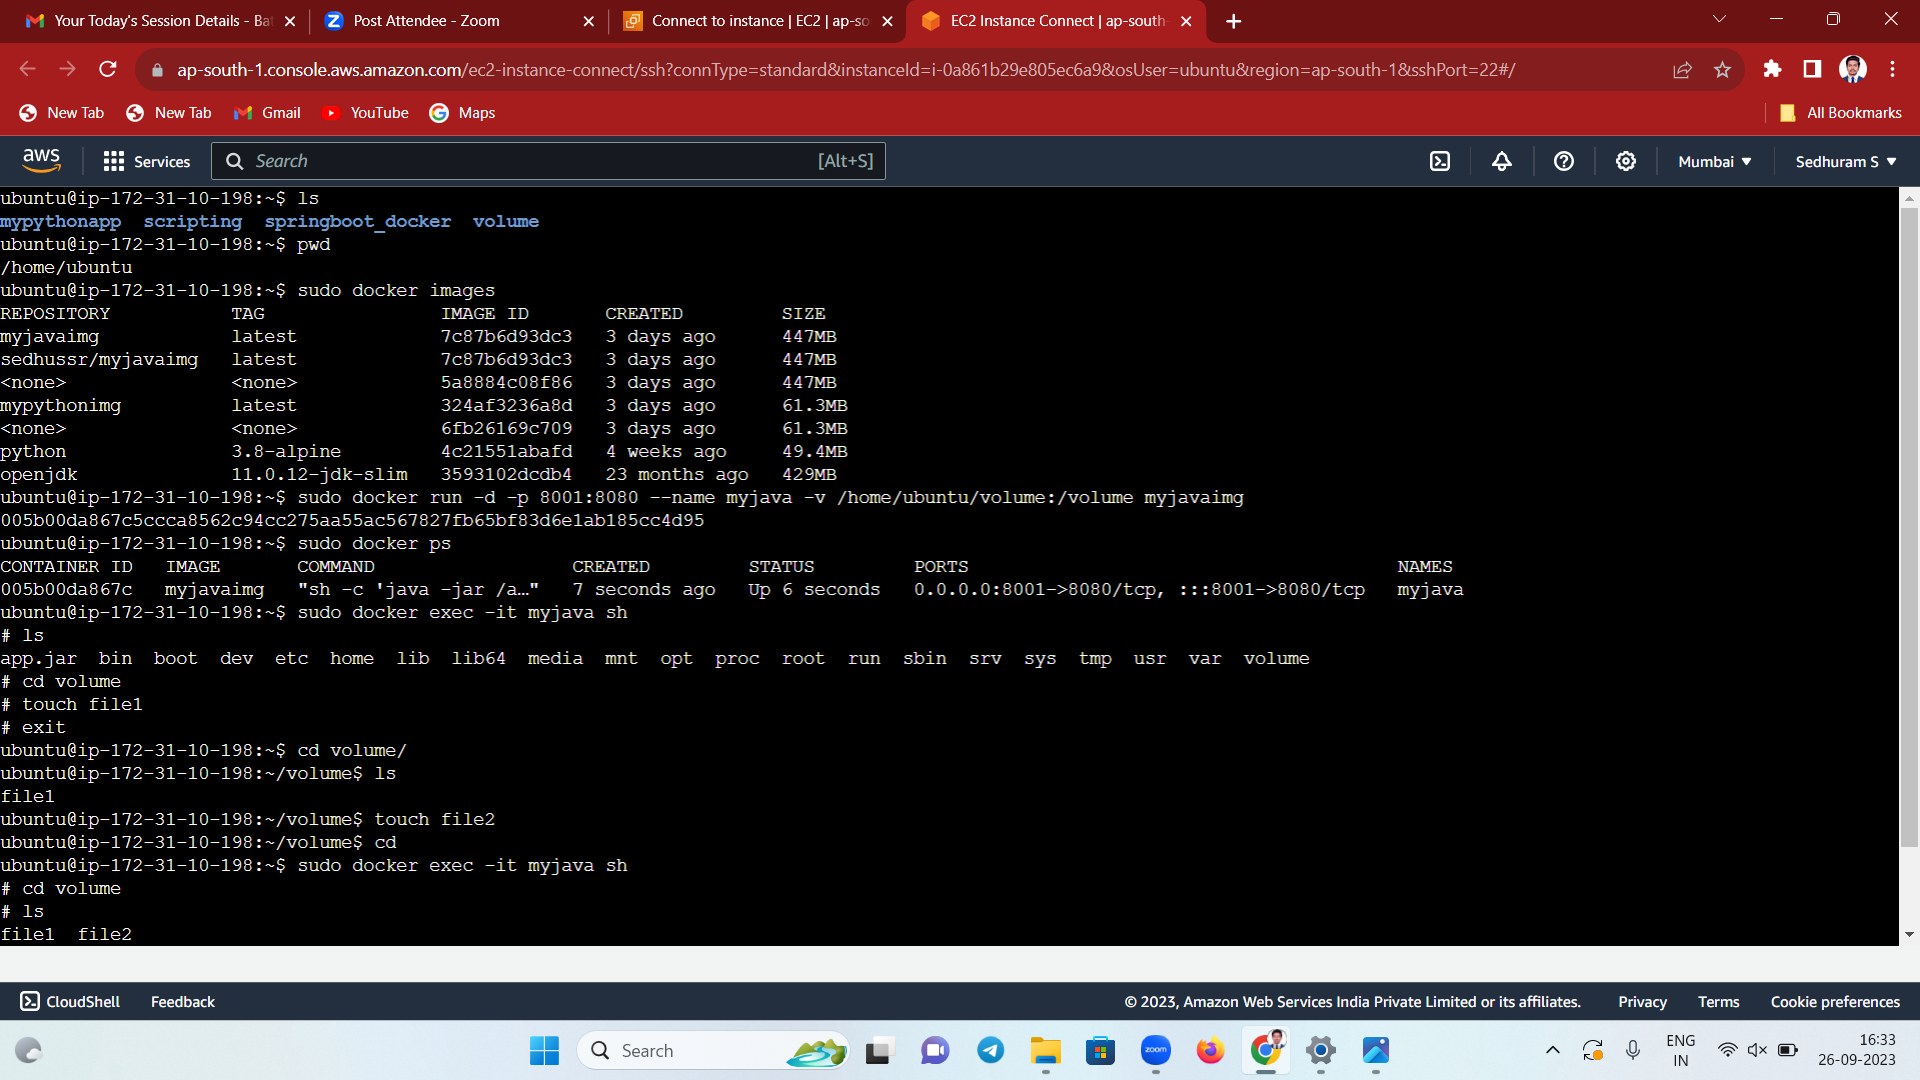 Your Today's Session Details - Bat
Post Attendee - Zoom
Connect to instance | EC2 | ap-so
EC2 Instance Connect | ap-south-
ap-south-1.console.aws.amazon.com/ec2-instance-connect/ssh?connType=standard&instanceId=i-0a861b29e805ec6a9&osUser=ubuntu&region=ap-south-1&sshPort=22#/
New Tab New Tab Gmail YouTube Maps All Bookmarks
aws Services Search [Alt+S] Mumbai Sedhuram S
ubuntu@ip-172-31-10-198:~$ ls
mypythonapp  scripting  springboot_docker  volume
ubuntu@ip-172-31-10-198:~$ pwd
/home/ubuntu
ubuntu@ip-172-31-10-198:~$ sudo docker images
REPOSITORY           TAG                IMAGE ID       CREATED         SIZE
myjavaimg            latest             7c87b6d93dc3   3 days ago      447MB
sedhussr/myjavaimg   latest             7c87b6d93dc3   3 days ago      447MB
<none>               <none>             5a8884c08f86   3 days ago      447MB
mypythonimg          latest             324af3236a8d   3 days ago      61.3MB
<none>               <none>             6fb26169c709   3 days ago      61.3MB
python               3.8-alpine         4c21551abafd   4 weeks ago     49.4MB
openjdk              11.0.12-jdk-slim   3593102dcdb4   23 months ago   429MB
ubuntu@ip-172-31-10-198:~$ sudo docker run -d -p 8001:8080 --name myjava -v /home/ubuntu/volume:/volume myjavaimg
005b00da867c5ccca8562c94cc275aa55ac567827fb65bf83d6e1ab185cc4d95
ubuntu@ip-172-31-10-198:~$ sudo docker ps
CONTAINER ID   IMAGE       COMMAND                  CREATED         STATUS         PORTS                                       NAMES
005b00da867c   myjavaimg   "sh -c 'java -jar /a…"   7 seconds ago   Up 6 seconds   0.0.0.0:8001->8080/tcp, :::8001->8080/tcp   myjava
ubuntu@ip-172-31-10-198:~$ sudo docker exec -it myjava sh
# ls
app.jar  bin  boot  dev  etc  home  lib  lib64  media  mnt  opt  proc  root  run  sbin  srv  sys  tmp  usr  var  volume
# cd volume
# touch file1
# exit
ubuntu@ip-172-31-10-198:~$ cd volume/
ubuntu@ip-172-31-10-198:~/volume$ ls
file1
ubuntu@ip-172-31-10-198:~/volume$ touch file2
ubuntu@ip-172-31-10-198:~/volume$ cd
ubuntu@ip-172-31-10-198:~$ sudo docker exec -it myjava sh
# cd volume
# ls
file1  file2
CloudShell Feedback © 2023, Amazon Web Services India Private Limited or its affiliates. Privacy Terms Cookie preferences
Search zoom ENG 16:33
IN 26-09-2023